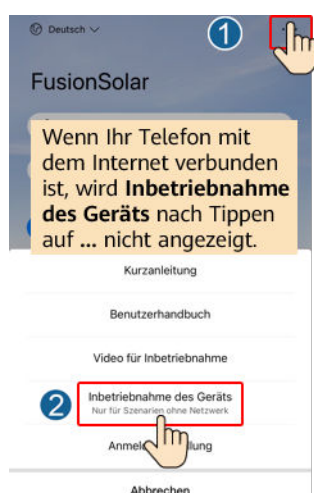 Deutsch
1
FusionSolar
Wenn Ihr Telefon mit
dem Internet verbunden
ist, wird Inbetriebnahme
des Geräts nach Tippen
auf ... nicht angezeigt.
Kurzanleitung
Benutzerhandbuch
Video für Inbetriebnahme
2
Inbetriebnahme des Geräts
Nur für Szenarien ohne Netzwerk
Abbrechen